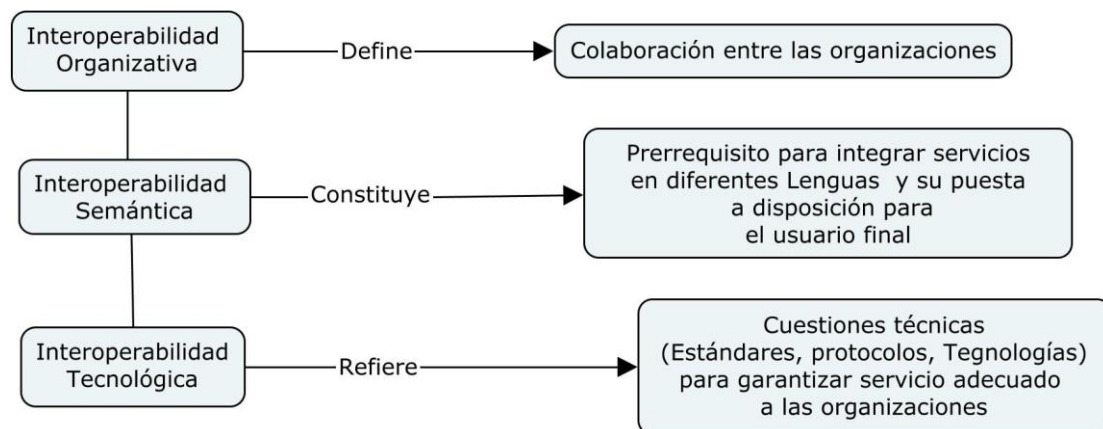 Interoperabilidad
Organizativa
Define
Colaboración entre las organizaciones
Interoperabilidad
Semántica
Constituye
Prerrequisito para integrar servicios
en diferentes Lenguas y su puesta
a disposición para
el usuario final
Interoperabilidad
Tecnológica
Refiere
Cuestiones técnicas
(Estándares, protocolos, Tegnologías)
para garantizar servicio adecuado
a las organizaciones